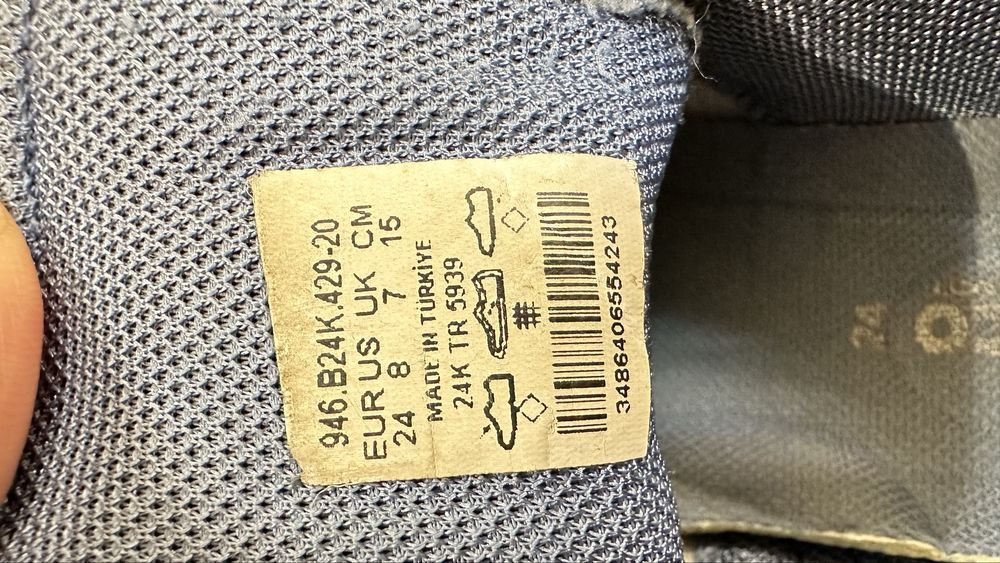 946.B24K.429-20
EUR US UK CM
24 8 7 15
MADE IN TÜRKİYE
24K TR 5939
#
3486406554243
24